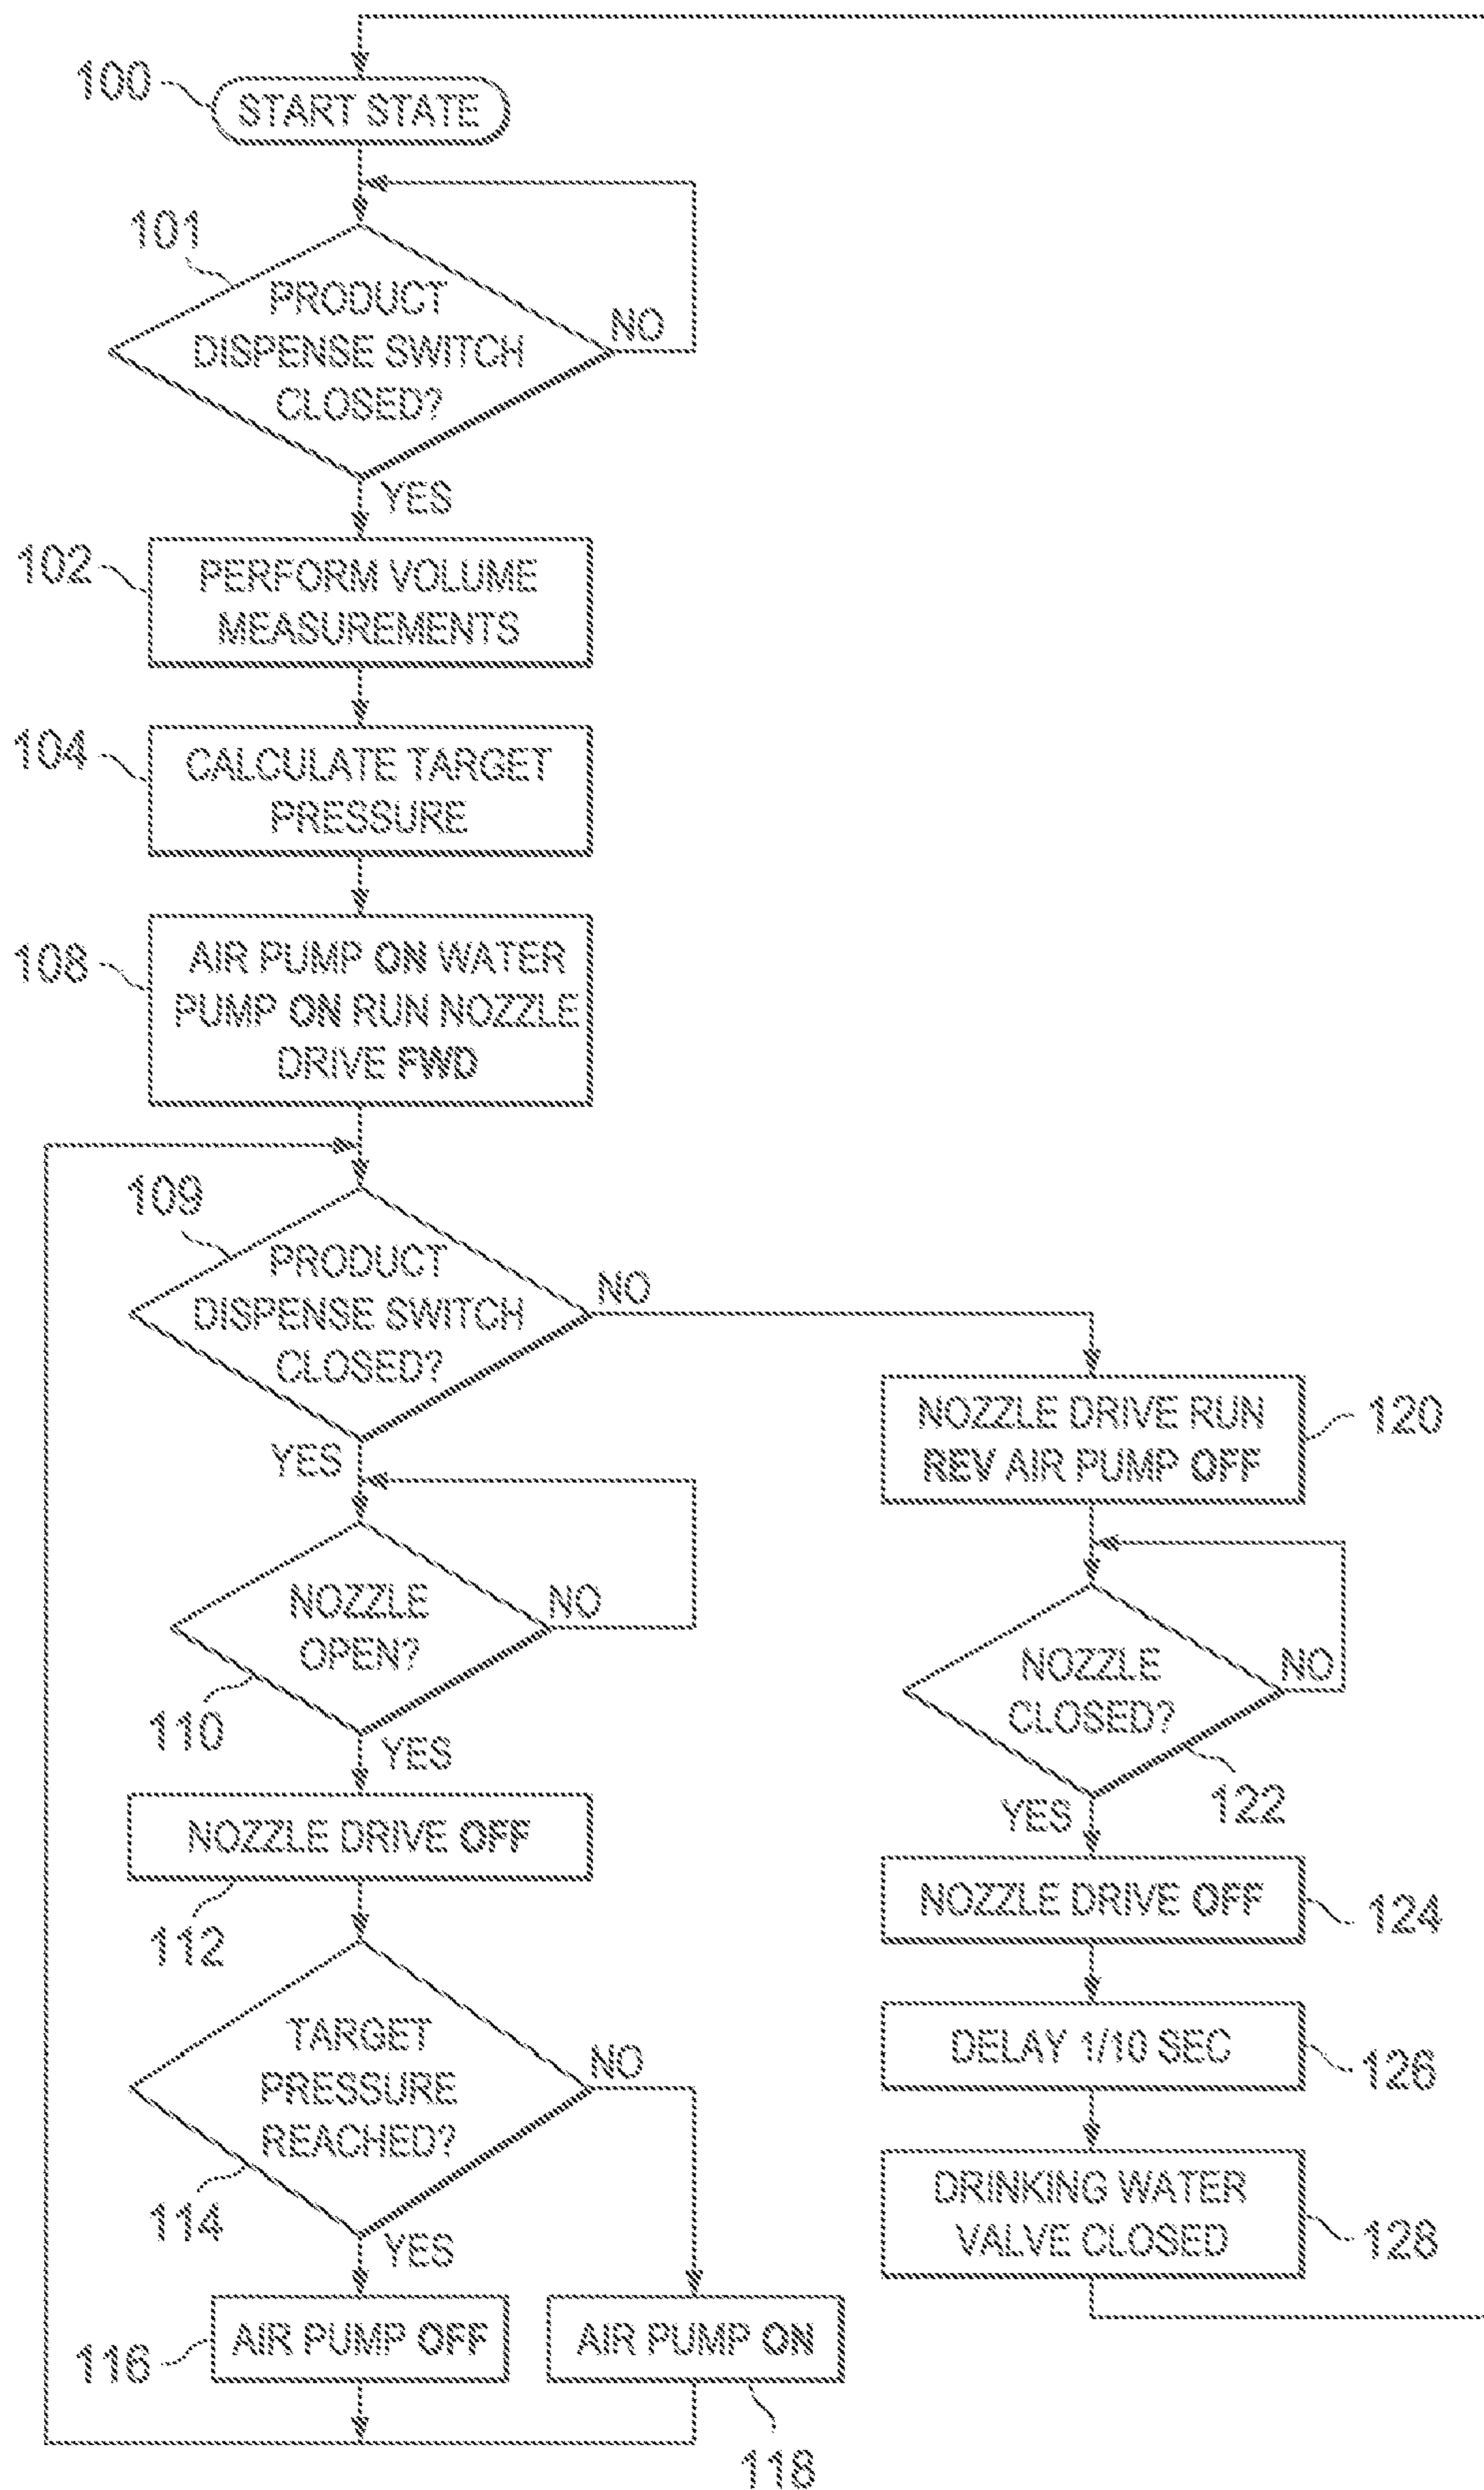 100
START STATE
101
PRODUCT
DISPENSE SWITCH
CLOSED?
NO
YES
102
PERFORM VOLUME
MEASUREMENTS
104
CALCULATE TARGET
PRESSURE
108
AIR PUMP ON WATER
PUMP ON RUN NOZZLE
DRIVE FWD
109
PRODUCT
DISPENSE SWITCH
CLOSED?
NO
YES
NOZZLE
OPEN?
NO
110
YES
NOZZLE DRIVE OFF
112
TARGET
PRESSURE
REACHED?
NO
114
YES
116
AIR PUMP OFF
AIR PUMP ON
118
NOZZLE DRIVE RUN
REV AIR PUMP OFF
120
NOZZLE
CLOSED?
NO
122
YES
NOZZLE DRIVE OFF
124
DELAY 1/10 SEC
126
DRINKING WATER
VALVE CLOSED
128